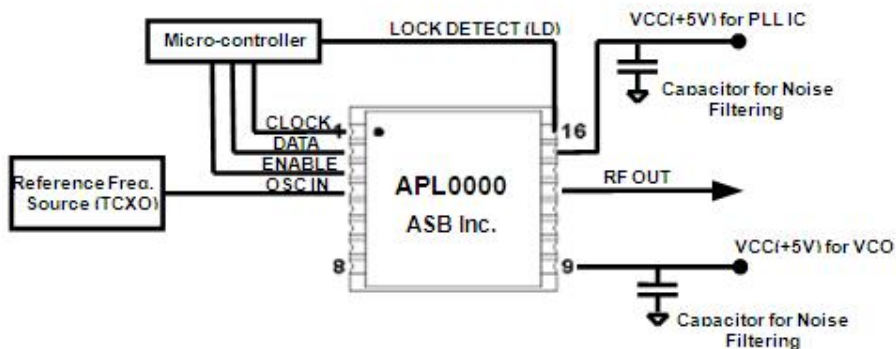 Micro-controller
LOCK DETECT (LD)
VCC(+5V) for PLL IC
Capacitor for Noise
Filtering
CLOCK
1
16
DATA
ENABLE
OSC IN
Reference Freq.
Source (TCXO)
APL0000
ASB Inc.
RF OUT
8
9
VCC(+5V) for VCO
Capacitor for Noise
Filtering